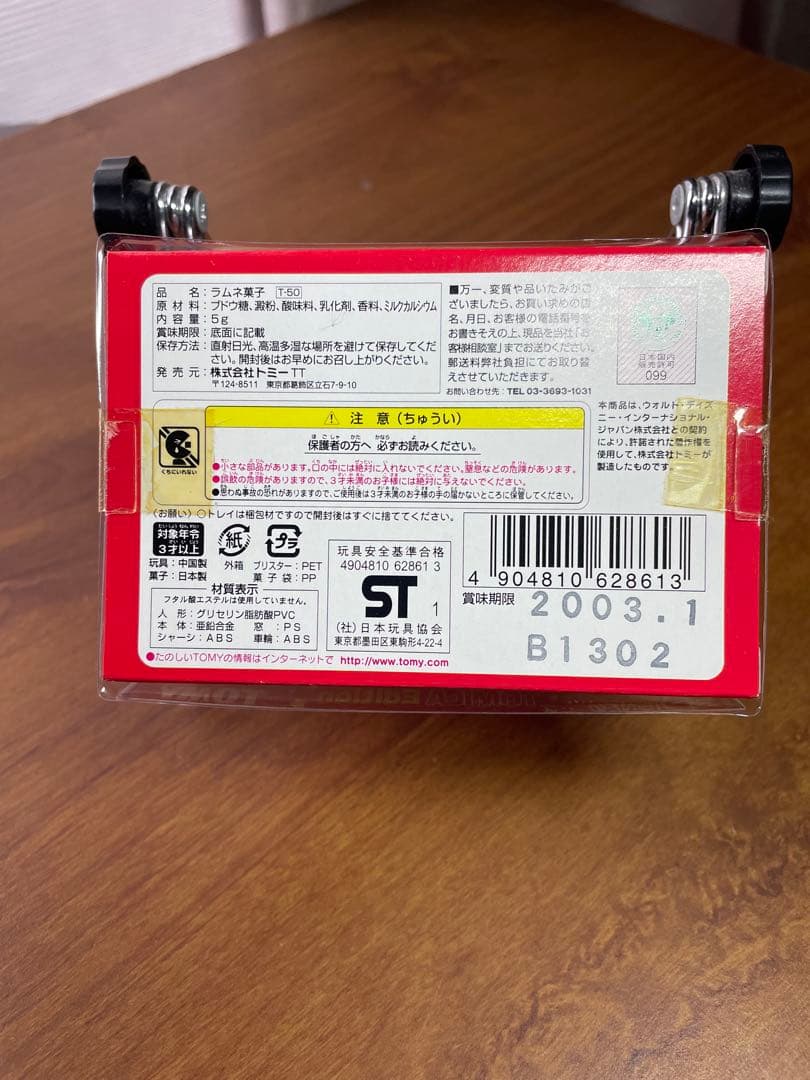 品名：ラムネ菓子 T-50
原材料：ブドウ糖、澱粉、酸味料、乳化剤、香料、ミルクカルシウム
内容量：5g
賞味期限：底面に記載
保存方法：直射日光、高温多湿な場所を避けて保存してくだ
さい。開封後はお早めにお召し上がりください。
発売元：株式会社トミーTT
〒124-8511 東京都葛飾区立石7-9-10
■万一、変質や品いたみがご
ざいましたら、お買い求めの店
名、月日、お客様の電話番号を
お書きそえの上、現品を当社「お
客様相談室」までお送りください。
郵送料弊社負担にてお取り替
えさせていただきます。
お問い合わせ先：TEL 03-3693-1031
日本国内
販売許可
099
本商品は、ウォルト・ディズ
ニー・インターナショナル・
ジャパン株式会社との契約
により、許諾された著作権を
使用して、株式会社トミーが
製造したものです。
くちにいれない
⚠ 注意（ちゅうい）
保護者の方へ 必ずお読みください。
●小さな部品があります。口の中には絶対に入れないでください。窒息などの危険があります。
●誤飲の危険がありますので、3才未満のお子様には絶対に与えないでください。
●思わぬ事故の恐れがありますので、ご使用後は3才未満のお子様の手の届かないところに保管してください。
（お願い）○トレイは梱包材ですので開封後はすぐに捨ててください。
対象年令
3才以上
紙
外箱
プラ
ブリスター：PET
菓子袋：PP
玩具：中国製
菓子：日本製
材質表示
フタル酸エステルは使用していません。
人形：グリセリン脂肪酸PVC
本体：亜鉛合金 窓：PS
シャーシ：ABS 車輪：ABS
玩具安全基準合格
4904810 62861 3
ST 1
(社)日本玩具協会
東京都墨田区東駒形4-22-4
4 904810 628613
賞味期限 2003.1
B1302
●たのしいTOMYの情報はインターネットで http://www.tomy.com